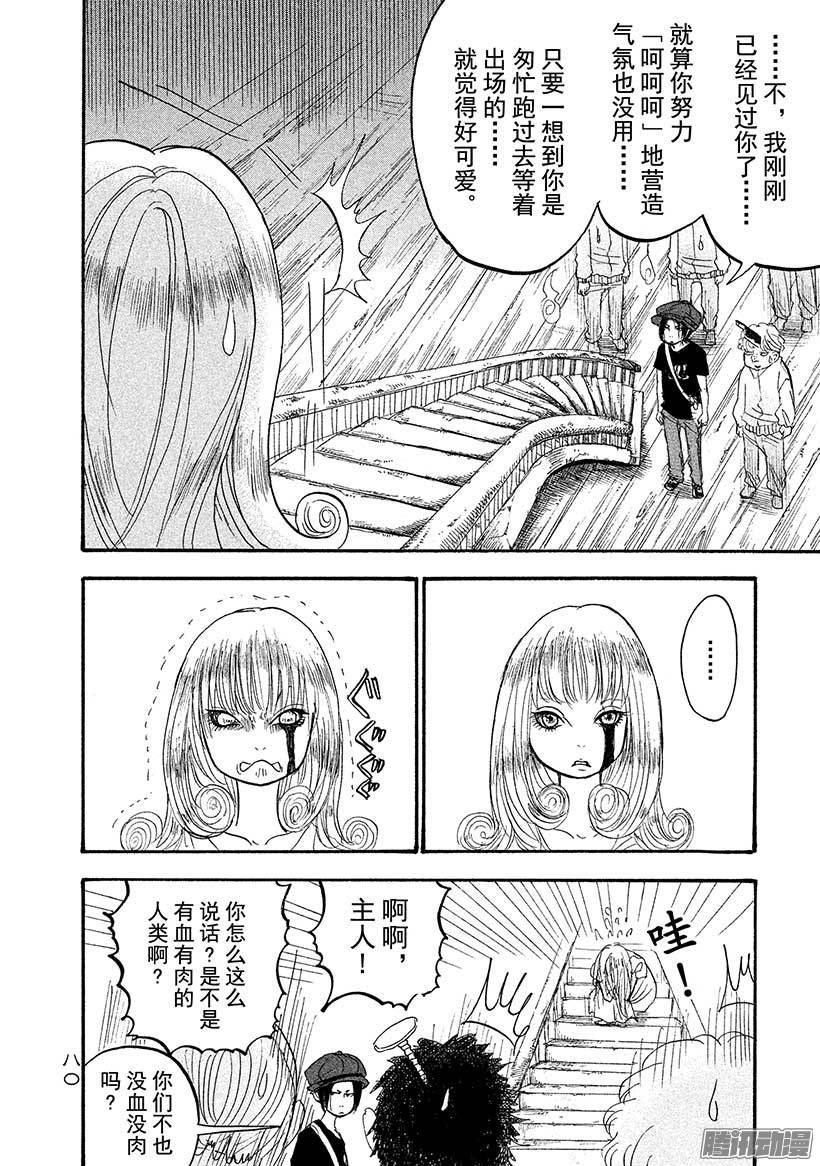 ……不，我刚刚
已经见过你了……
就算你努力
「呵呵呵」地营造
气氛也没用……
只要一想到你是
匆忙跑过去等着
出场的……
就觉得好可爱。
……
ビ
ぐ
ぐ
ぐ
哇！
啊啊，
主人！
你怎么这么
说话？是不是
有血有肉的
人类啊？
你们不也
没血没肉
吗？
八〇
腾讯动漫